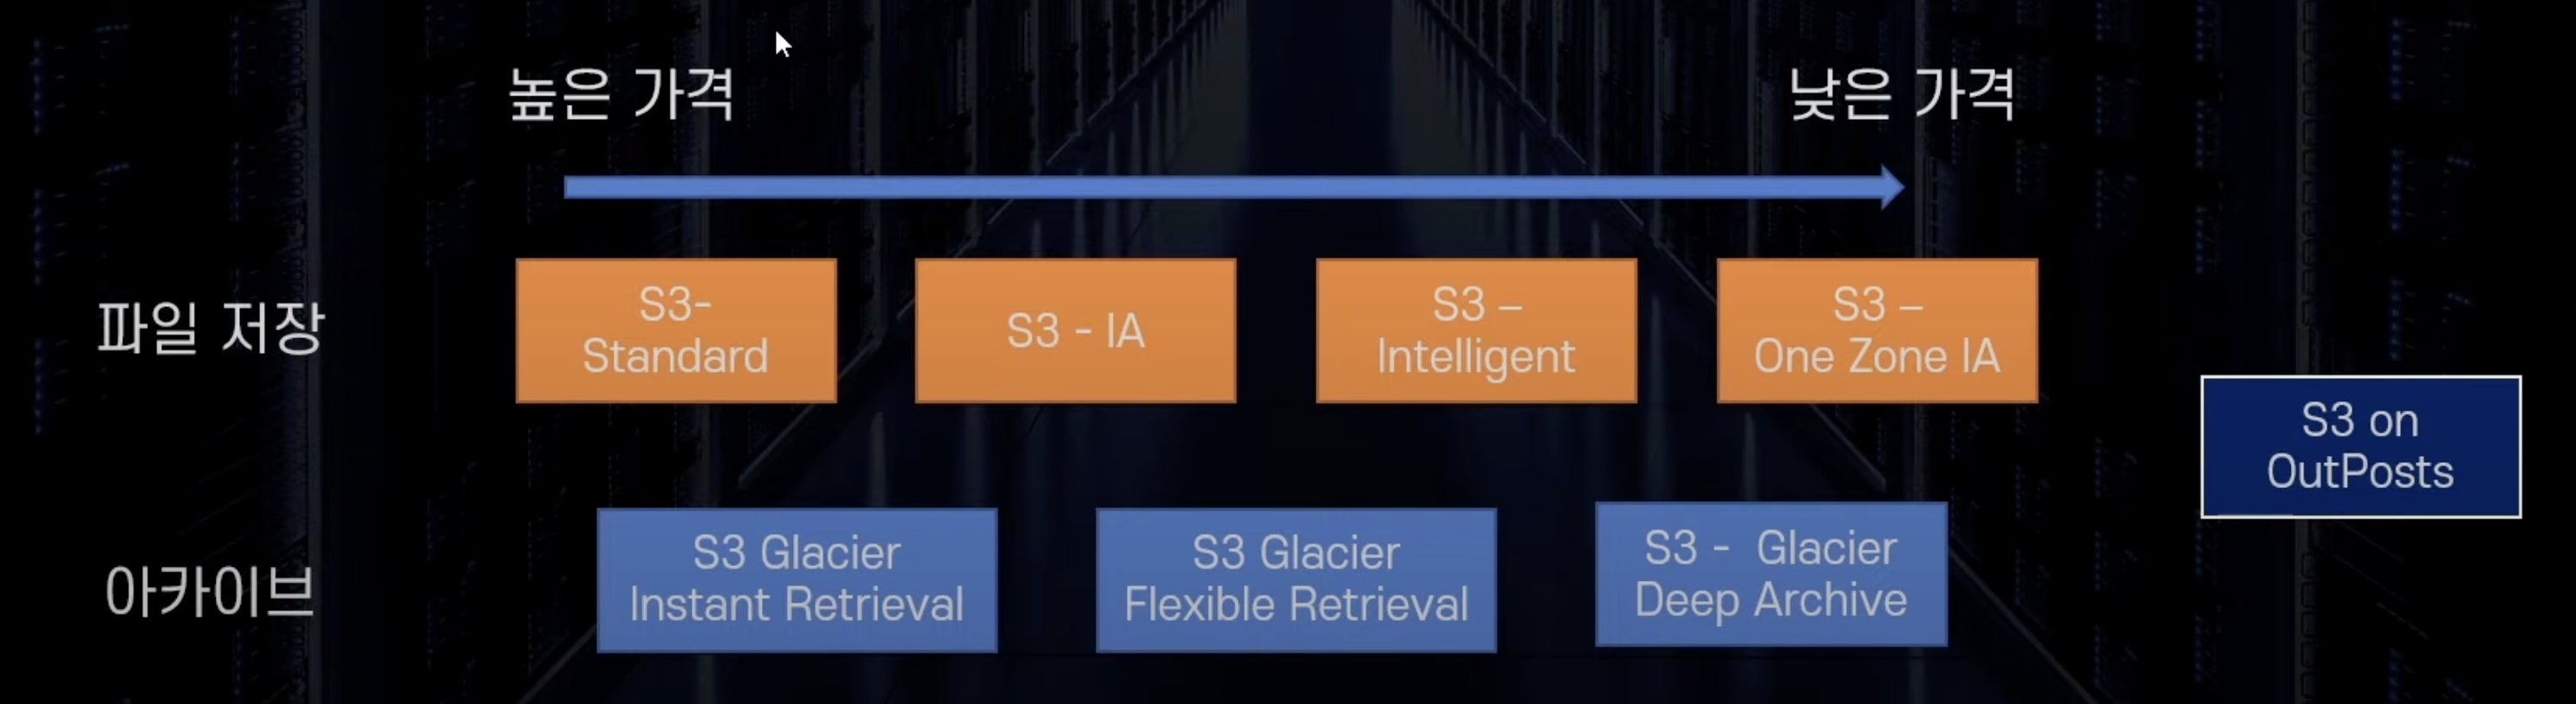 높은 가격
낮은 가격
파일 저장
S3-
Standard
S3 - IA
S3 –
Intelligent
S3 –
One Zone IA
S3 on
OutPosts
아카이브
S3 Glacier
Instant Retrieval
S3 Glacier
Flexible Retrieval
S3 - Glacier
Deep Archive